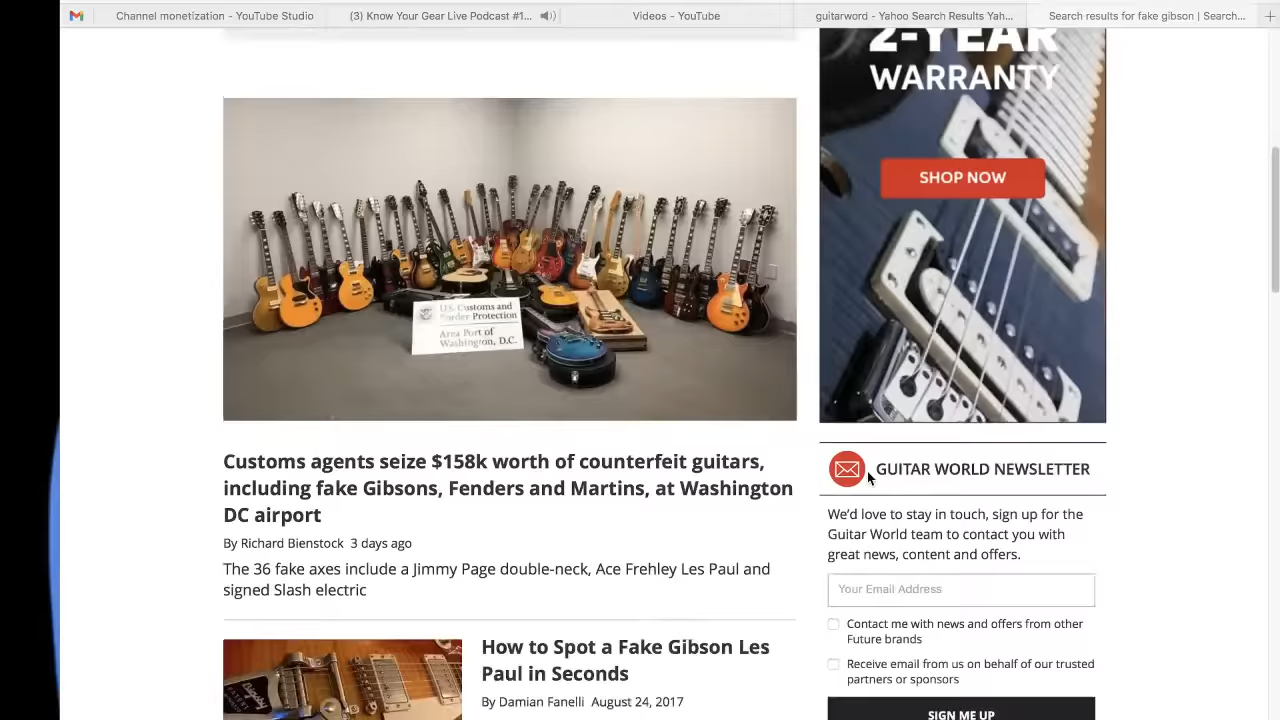 Channel monetization - YouTube Studio
(3) Know Your Gear Live Podcast #1...
Videos - YouTube
guitarword - Yahoo Search Results Yah...
Search results for fake gibson | Search...
2-YEAR
WARRANTY
SHOP NOW
U.S. Customs and
Border Protection
Area Port of
Washington, D.C.
Customs agents seize $158k worth of counterfeit guitars,
including fake Gibsons, Fenders and Martins, at Washington
DC airport
By Richard Bienstock 3 days ago
The 36 fake axes include a Jimmy Page double-neck, Ace Frehley Les Paul and
signed Slash electric
How to Spot a Fake Gibson Les
Paul in Seconds
By Damian Fanelli August 24, 2017
GUITAR WORLD NEWSLETTER
We’d love to stay in touch, sign up for the
Guitar World team to contact you with
great news, content and offers.
Your Email Address
Contact me with news and offers from other
Future brands
Receive email from us on behalf of our trusted
partners or sponsors
SIGN ME UP